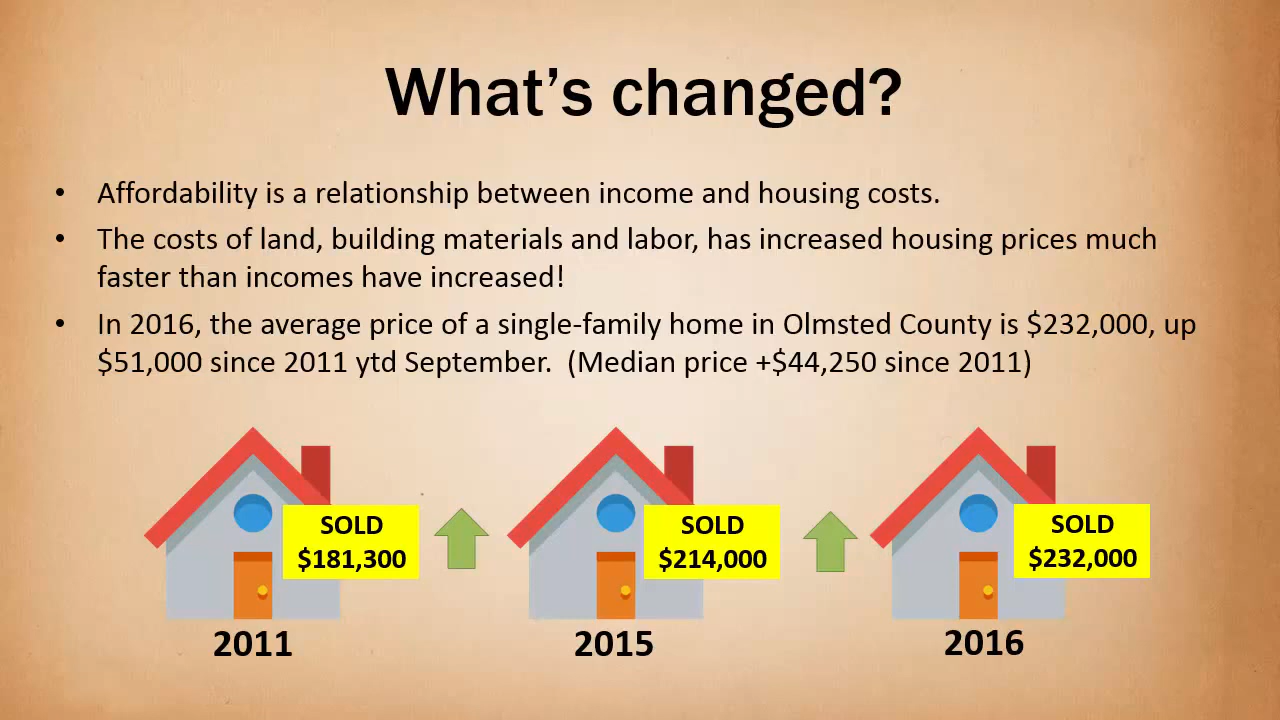 What’s changed?
• Affordability is a relationship between income and housing costs.
• The costs of land, building materials and labor, has increased housing prices much
faster than incomes have increased!
• In 2016, the average price of a single-family home in Olmsted County is $232,000, up
$51,000 since 2011 ytd September.  (Median price +$44,250 since 2011)
SOLD
$181,300
SOLD
$214,000
SOLD
$232,000
2011
2015
2016